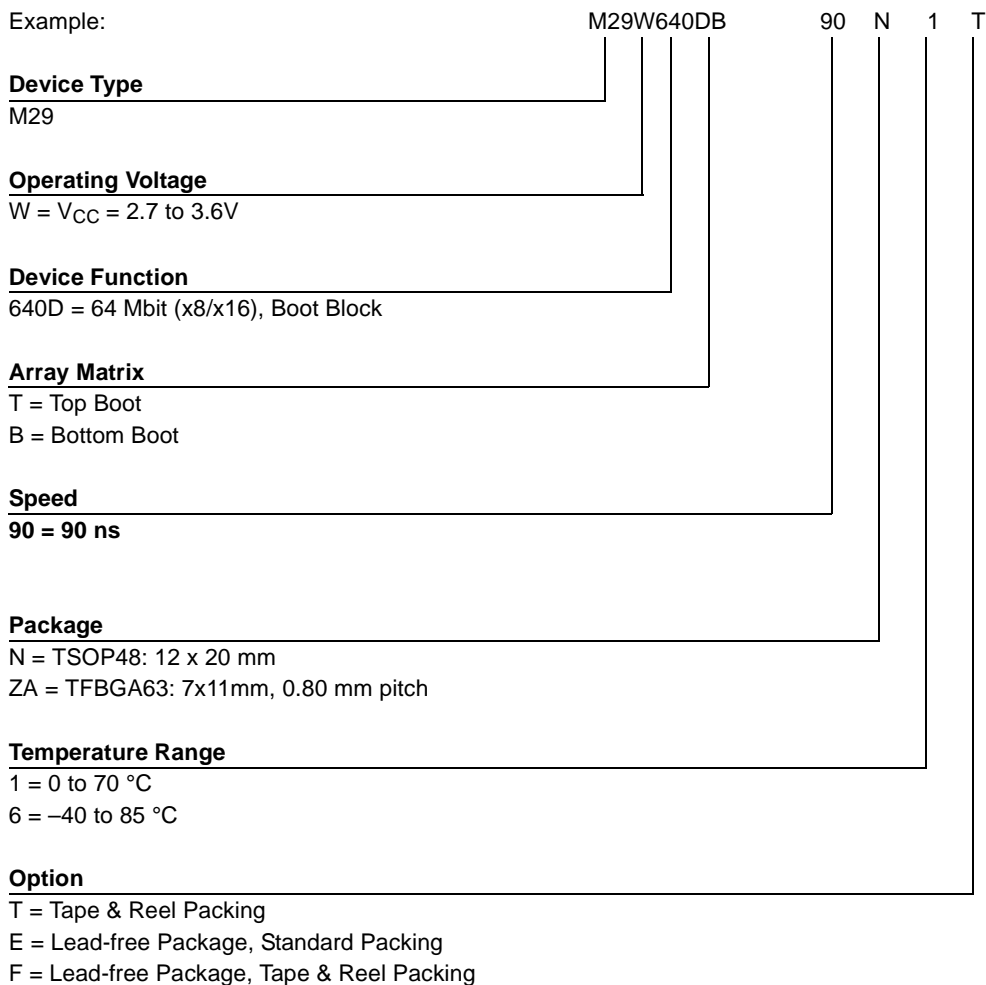 Example: M29W640DB 90 N 1 T
Device Type
M29
Operating Voltage
W = VCC = 2.7 to 3.6V
Device Function
640D = 64 Mbit (x8/x16), Boot Block
Array Matrix
T = Top Boot
B = Bottom Boot
Speed
90 = 90 ns
Package
N = TSOP48: 12 x 20 mm
ZA = TFBGA63: 7x11mm, 0.80 mm pitch
Temperature Range
1 = 0 to 70 °C
6 = –40 to 85 °C
Option
T = Tape & Reel Packing
E = Lead-free Package, Standard Packing
F = Lead-free Package, Tape & Reel Packing